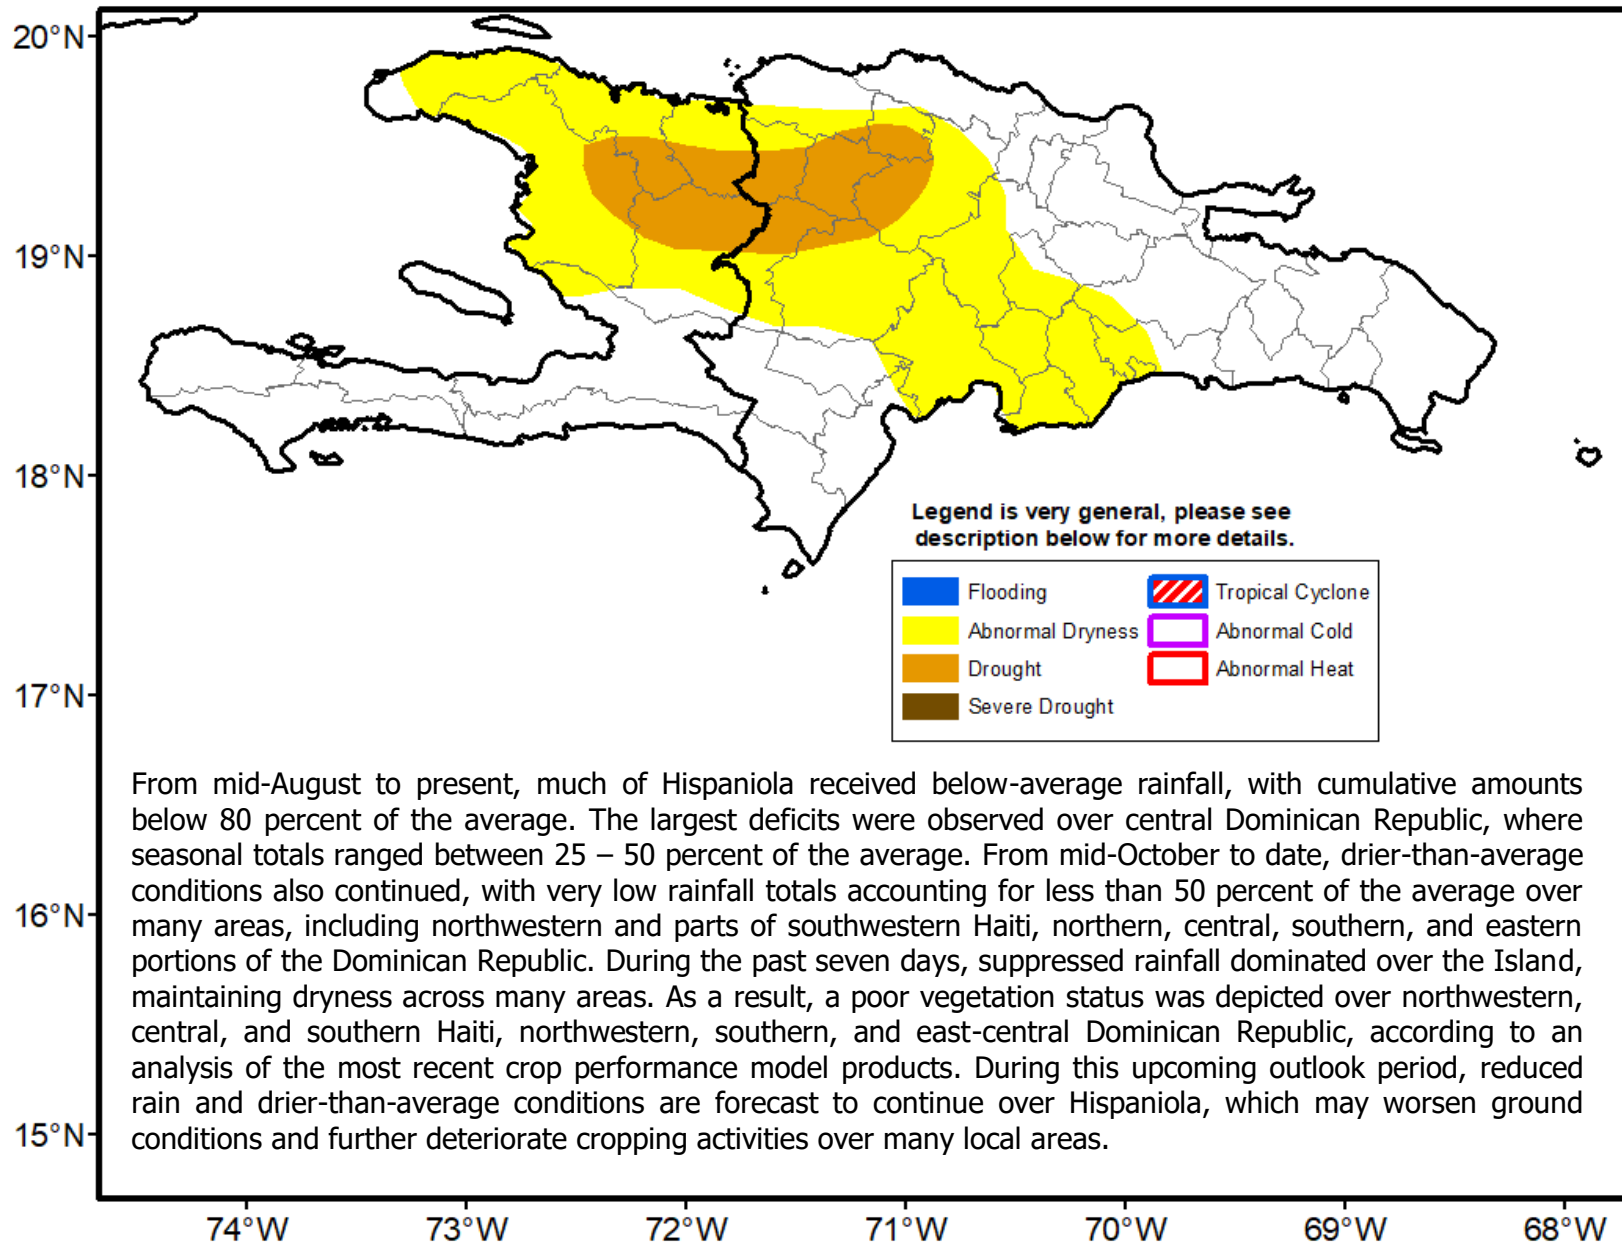 20°N
19°N
18°N
17°N
16°N
15°N
Legend is very general, please see
description below for more details.
Flooding
Tropical Cyclone
Abnormal Dryness
Abnormal Cold
Drought
Abnormal Heat
Severe Drought
From mid-August to present, much of Hispaniola received below-average rainfall, with cumulative amounts
below 80 percent of the average. The largest deficits were observed over central Dominican Republic, where
seasonal totals ranged between 25 – 50 percent of the average. From mid-October to date, drier-than-average
conditions also continued, with very low rainfall totals accounting for less than 50 percent of the average over
many areas, including northwestern and parts of southwestern Haiti, northern, central, southern, and eastern
portions of the Dominican Republic. During the past seven days, suppressed rainfall dominated over the Island,
maintaining dryness across many areas. As a result, a poor vegetation status was depicted over northwestern,
central, and southern Haiti, northwestern, southern, and east-central Dominican Republic, according to an
analysis of the most recent crop performance model products. During this upcoming outlook period, reduced
rain and drier-than-average conditions are forecast to continue over Hispaniola, which may worsen ground
conditions and further deteriorate cropping activities over many local areas.
74°W 73°W 72°W 71°W 70°W 69°W 68°W